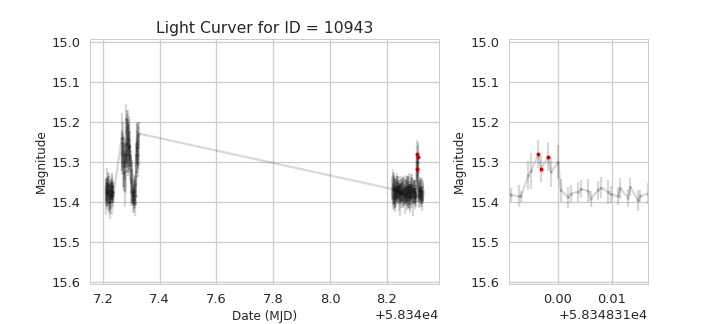 Light Curver for ID = 10943
15.0
15.1
15.2
15.3
15.4
15.5
15.6
Magnitude
7.2 7.4 7.6 7.8 8.0 8.2
Date (MJD)
+5.834e4
15.0
15.1
15.2
15.3
15.4
15.5
15.6
Magnitude
0.00 0.01
+5.834831e4